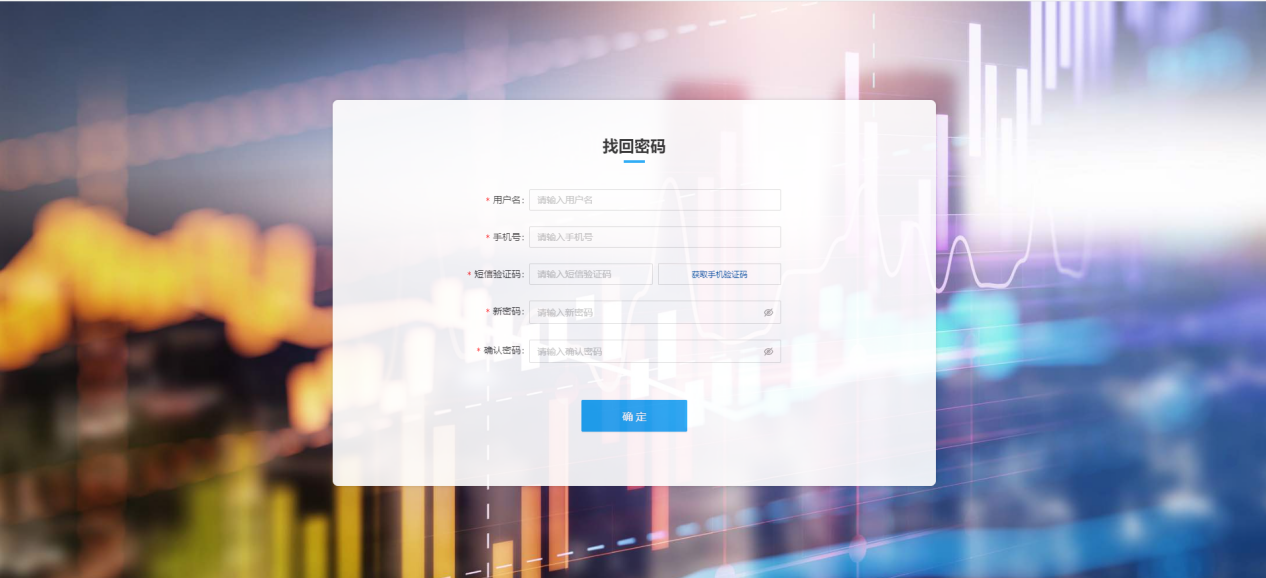 找回密码
* 用户名: 请输入用户名
* 手机号: 请输入手机号
* 短信验证码: 请输入短信验证码 获取手机验证码
* 新密码: 请输入新密码
* 确认密码: 请输入确认密码
确 定